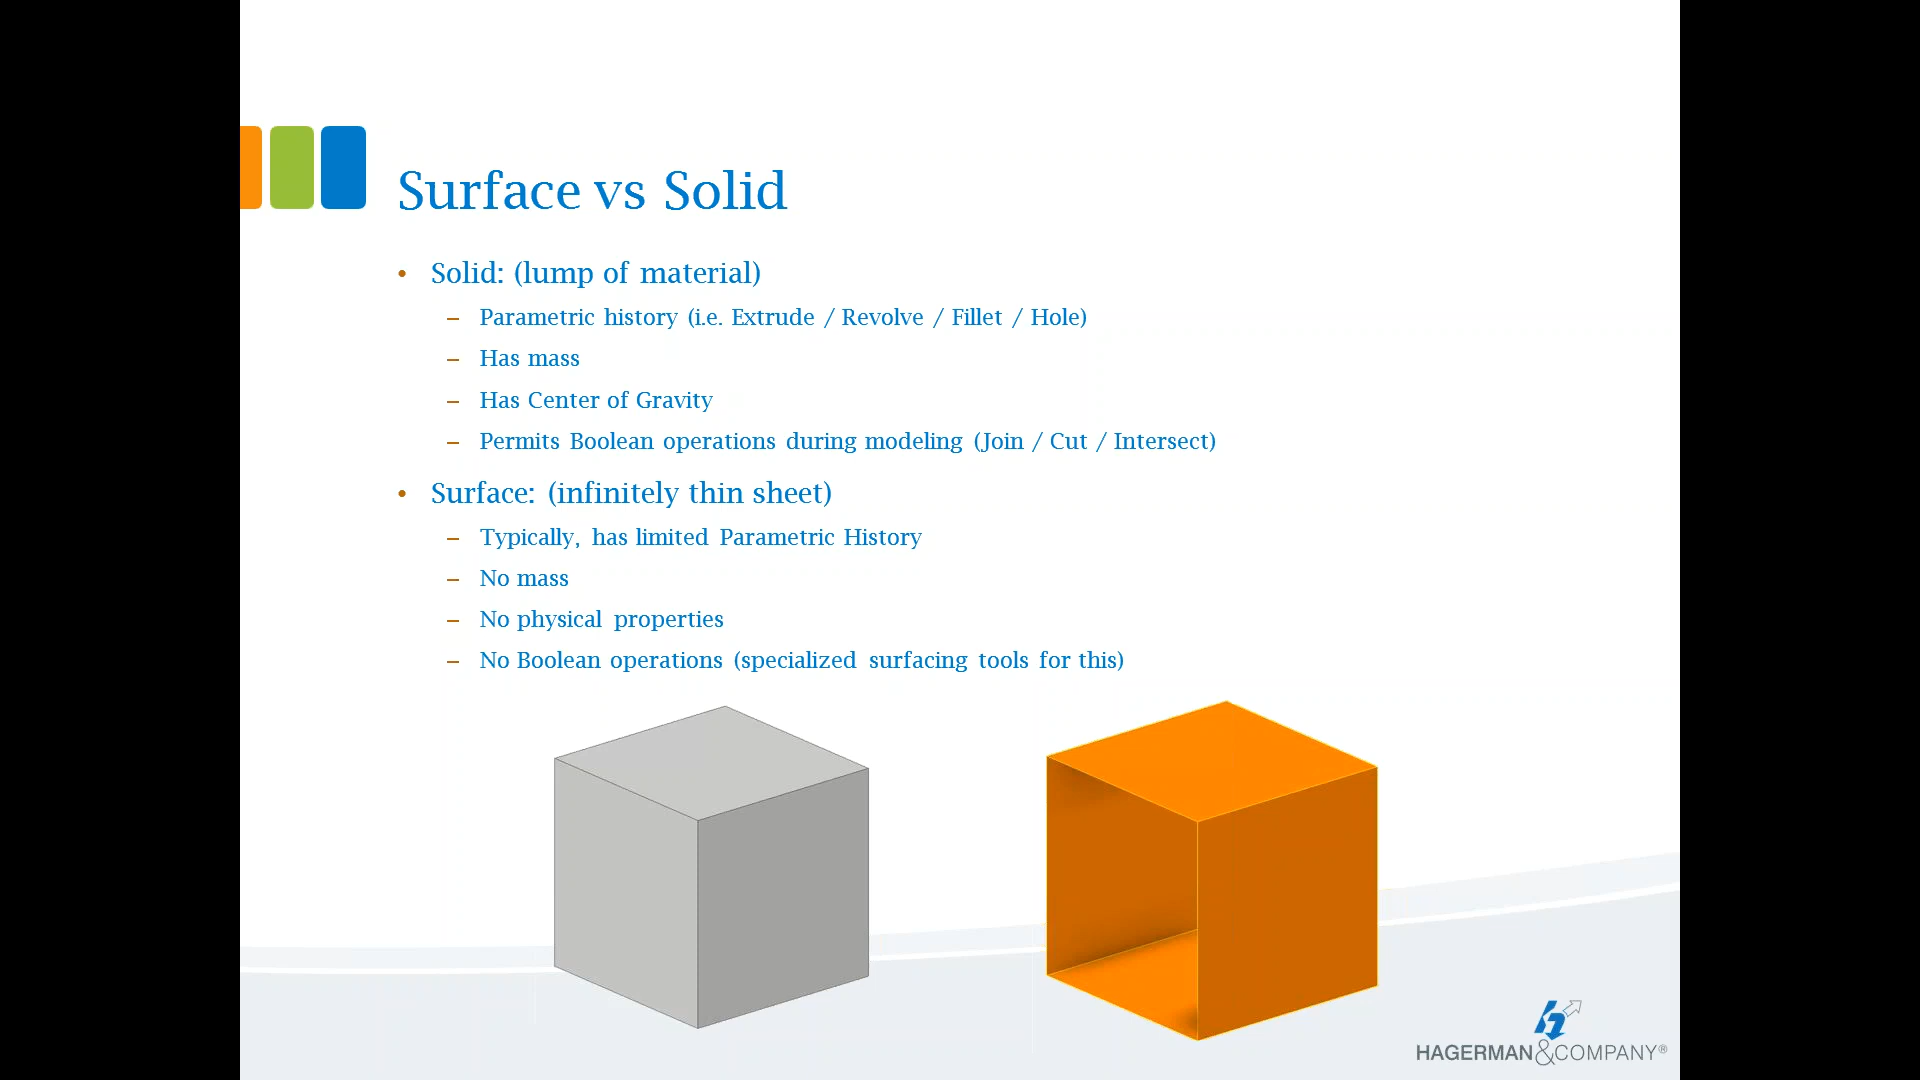 Surface vs Solid
• Solid: (lump of material)
– Parametric history (i.e. Extrude / Revolve / Fillet / Hole)
– Has mass
– Has Center of Gravity
– Permits Boolean operations during modeling (Join / Cut / Intersect)
• Surface: (infinitely thin sheet)
– Typically, has limited Parametric History
– No mass
– No physical properties
– No Boolean operations (specialized surfacing tools for this)
HAGERMAN&COMPANY®